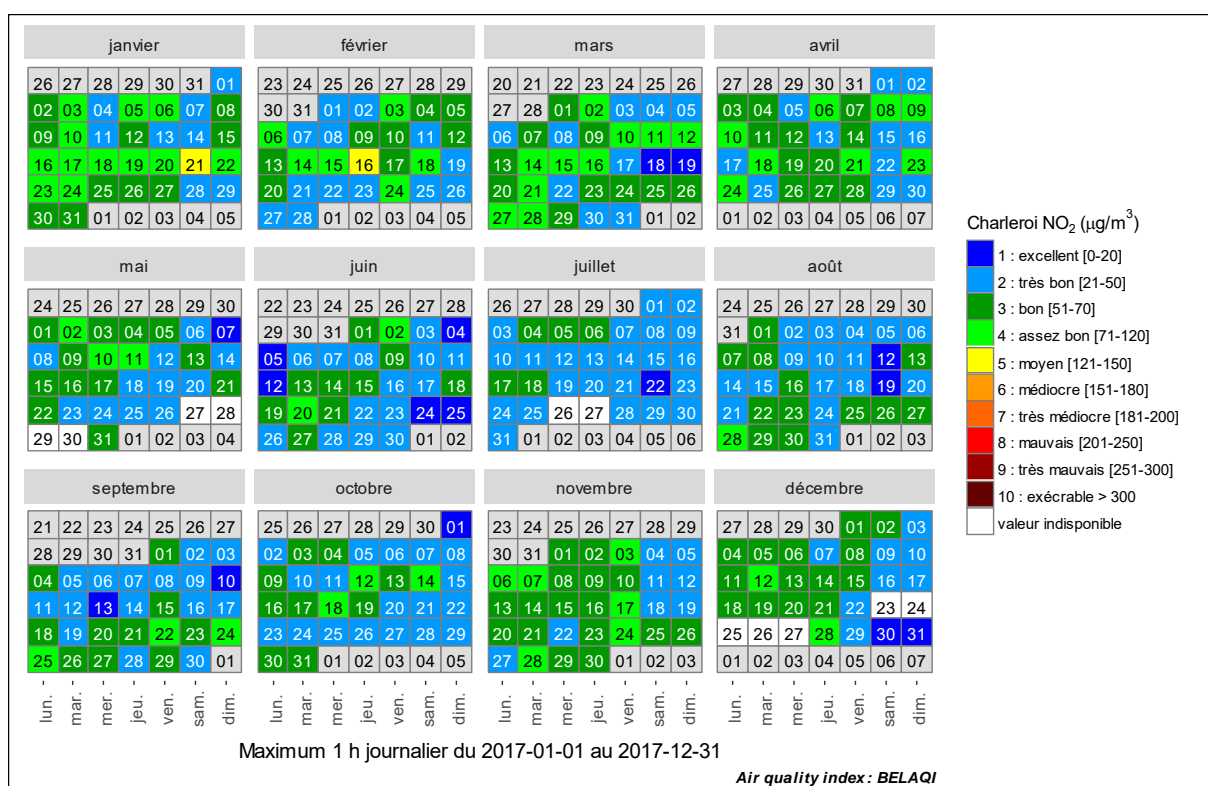 janvier février mars avril
26 27 28 29 30 31 01 23 24 25 26 27 28 29 20 21 22 23 24 25 26 27 28 29 30 31 01 02
02 03 04 05 06 07 08 30 31 01 02 03 04 05 27 28 01 02 03 04 05 03 04 05 06 07 08 09
09 10 11 12 13 14 15 06 07 08 09 10 11 12 06 07 08 09 10 11 12 10 11 12 13 14 15 16
16 17 18 19 20 21 22 13 14 15 16 17 18 19 13 14 15 16 17 18 19 17 18 19 20 21 22 23
23 24 25 26 27 28 29 20 21 22 23 24 25 26 20 21 22 23 24 25 26 24 25 26 27 28 29 30
30 31 01 02 03 04 05 27 28 01 02 03 04 05 27 28 29 30 31 01 02 01 02 03 04 05 06 07
mai juin juillet août
24 25 26 27 28 29 30 22 23 24 25 26 27 28 26 27 28 29 30 01 02 24 25 26 27 28 29 30
01 02 03 04 05 06 07 29 30 31 01 02 03 04 03 04 05 06 07 08 09 31 01 02 03 04 05 06
08 09 10 11 12 13 14 05 06 07 08 09 10 11 10 11 12 13 14 15 16 07 08 09 10 11 12 13
15 16 17 18 19 20 21 12 13 14 15 16 17 18 17 18 19 20 21 22 23 14 15 16 17 18 19 20
22 23 24 25 26 27 28 19 20 21 22 23 24 25 24 25 26 27 28 29 30 21 22 23 24 25 26 27
29 30 31 01 02 03 04 26 27 28 29 30 01 02 31 01 02 03 04 05 06 28 29 30 31 01 02 03
septembre octobre novembre décembre
21 22 23 24 25 26 27 25 26 27 28 29 30 01 23 24 25 26 27 28 29 27 28 29 30 01 02 03
28 29 30 31 01 02 03 02 03 04 05 06 07 08 30 31 01 02 03 04 05 04 05 06 07 08 09 10
04 05 06 07 08 09 10 09 10 11 12 13 14 15 06 07 08 09 10 11 12 11 12 13 14 15 16 17
11 12 13 14 15 16 17 16 17 18 19 20 21 22 13 14 15 16 17 18 19 18 19 20 21 22 23 24
18 19 20 21 22 23 24 23 24 25 26 27 28 29 20 21 22 23 24 25 26 25 26 27 28 29 30 31
25 26 27 28 29 30 01 30 31 01 02 03 04 05 27 28 29 30 01 02 03 01 02 03 04 05 06 07
lun. mar. mer. jeu. ven. sam. dim. lun. mar. mer. jeu. ven. sam. dim. lun. mar. mer. jeu. ven. sam. dim. lun. mar. mer. jeu. ven. sam. dim.
Maximum 1 h journalier du 2017-01-01 au 2017-12-31
Air quality index : BELAQI
Charleroi NO₂ (µg/m³)
1 : excellent [0-20]
2 : très bon [21-50]
3 : bon [51-70]
4 : assez bon [71-120]
5 : moyen [121-150]
6 : médiocre [151-180]
7 : très médiocre [181-200]
8 : mauvais [201-250]
9 : très mauvais [251-300]
10 : exécrable > 300
valeur indisponible